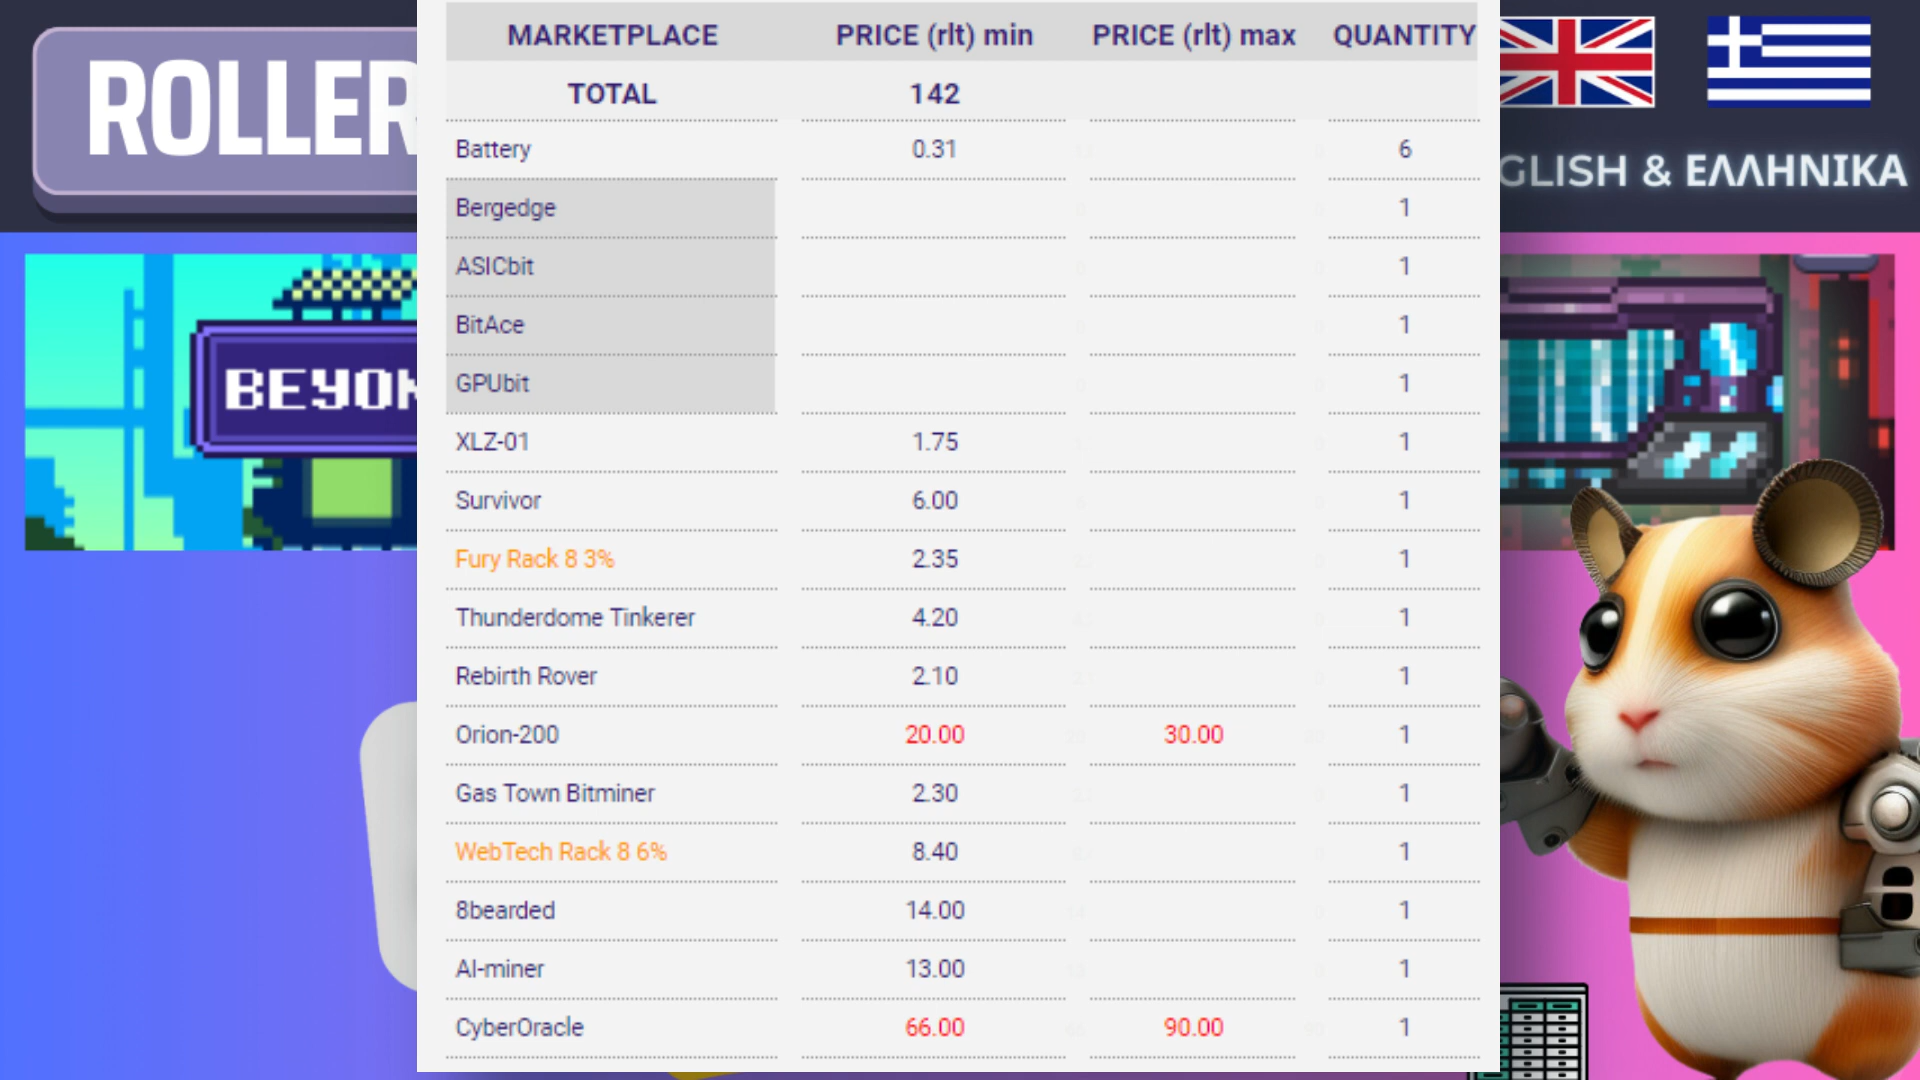 ROLLER
MARKETPLACE PRICE (rlt) min PRICE (rlt) max QUANTITY
TOTAL 142
Battery 0.31 6
Bergedge 1
ASICbit 1
BitAce 1
GPUbit 1
XLZ-01 1.75 1
Survivor 6.00 1
Fury Rack 8 3% 2.35 1
Thunderdome Tinkerer 4.20 1
Rebirth Rover 2.10 1
Orion-200 20.00 30.00 1
Gas Town Bitminer 2.30 1
WebTech Rack 8 6% 8.40 1
8bearded 14.00 1
AI-miner 13.00 1
CyberOracle 66.00 90.00 1
GLISH & ΕΛΛΗΝΙΚΑ
BEYON